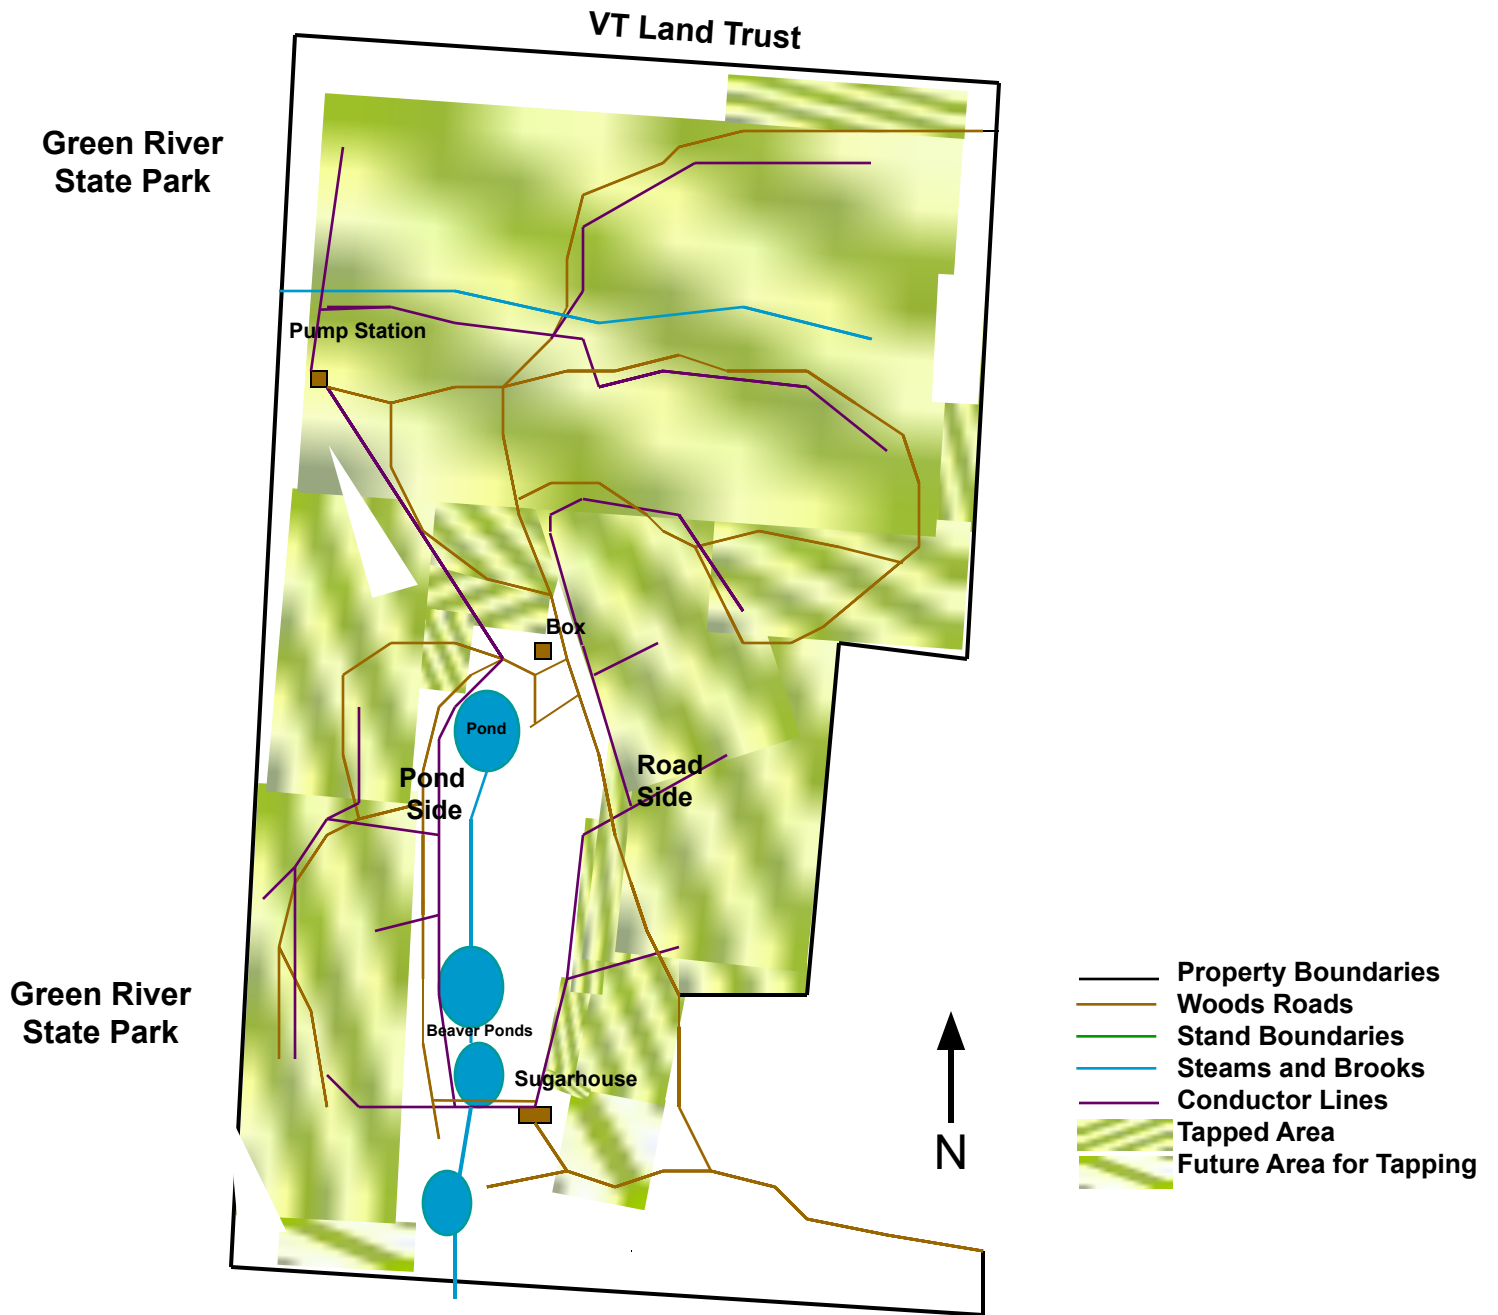 VT Land Trust
Green River
State Park
Pump Station
Box
Pond
Pond
Side
Road
Side
Green River
State Park
Beaver Ponds
Sugarhouse
N
Property Boundaries
Woods Roads
Stand Boundaries
Steams and Brooks
Conductor Lines
Tapped Area
Future Area for Tapping